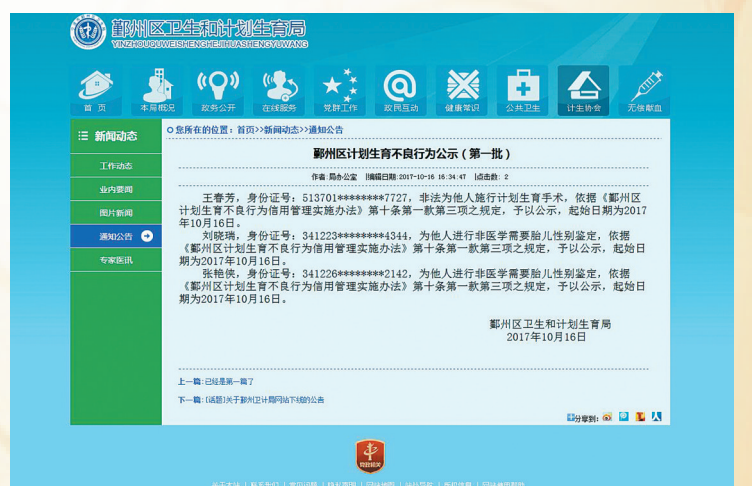 鄞州区卫生和计划生育局
YINZHOUQUWEISHENGHEJIHUASHENGYUWANG
首 页
本局概况
政务公开
在线服务
党群工作
政民互动
健康常识
公共卫生
计生协会
无偿献血
新闻动态
工作动态
业内要闻
图片新闻
通知公告
专家医讯
您所在的位置：首页>>新闻动态>>通知公告
鄞州区计划生育不良行为公示（第一批）
作者:局办公室 |编辑日期:2017-10-16 16:34:47 |点击数: 2
王春芳，身份证号：513701********7727，非法为他人施行计划生育手术，依据《鄞州区
计划生育不良行为信用管理实施办法》第十条第一款第三项之规定，予以公示，起始日期为2017
年10月16日。
刘晓瑞，身份证号：341223********4344，为他人进行非医学需要胎儿性别鉴定，依据
《鄞州区计划生育不良行为信用管理实施办法》第十条第一款第三项之规定，予以公示，起始日
期为2017年10月16日。
张艳侠，身份证号：341226********2142，为他人进行非医学需要胎儿性别鉴定，依据
《鄞州区计划生育不良行为信用管理实施办法》第十条第一款第三项之规定，予以公示，起始日
期为2017年10月16日。
鄞州区卫生和计划生育局
2017年10月16日
上一篇:已经是第一篇了
下一篇:[话题]关于鄞州卫计局网站下线的公告
分享到:
党政机关